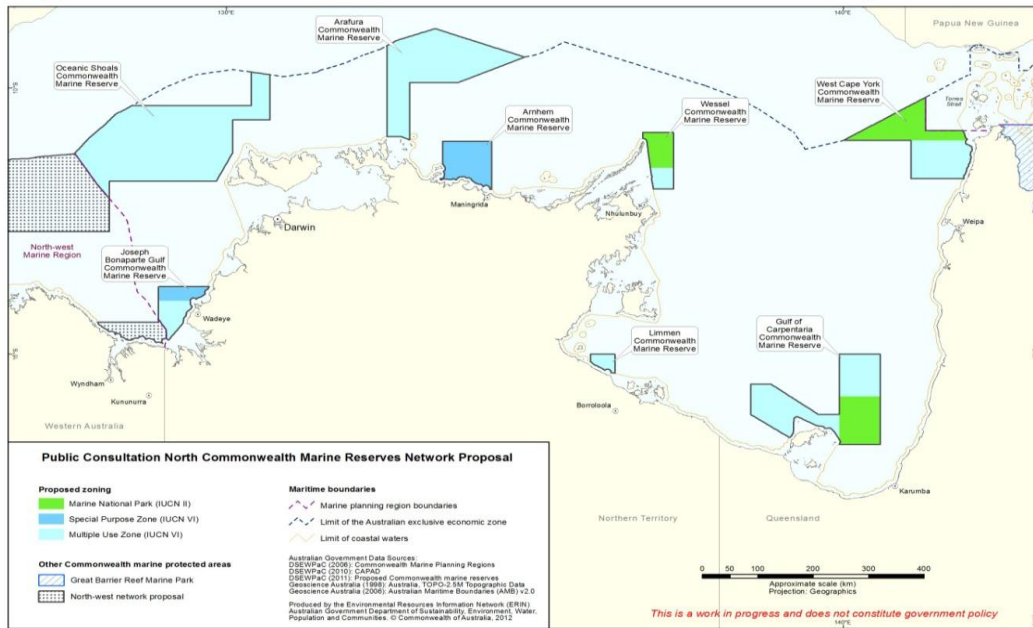 130°E
140°E
Papua New Guinea
Arafura
Commonwealth
Marine Reserve
Oceanic Shoals
Commonwealth
Marine Reserve
10°S
West Cape York
Commonwealth
Marine Reserve
Torres
Strait
Arnhem
Commonwealth
Marine Reserve
Wessel
Commonwealth
Marine Reserve
Maningrida
Nhulunbuy
Darwin
Weipa
North-west
Marine Region
Joseph
Bonaparte Gulf
Commonwealth
Marine Reserve
Wadeye
Limmen
Commonwealth
Marine Reserve
Gulf of
Carpentaria
Commonwealth
Marine Reserve
Wyndham
Kununurra
Borroloola
Western Australia
Karumba
Northern Territory
Queensland
Public Consultation North Commonwealth Marine Reserves Network Proposal
Proposed zoning
Marine National Park (IUCN II)
Special Purpose Zone (IUCN VI)
Multiple Use Zone (IUCN VI)
Other Commonwealth marine protected areas
Great Barrier Reef Marine Park
North-west network proposal
Maritime boundaries
Marine planning region boundaries
Limit of the Australian exclusive economic zone
Limit of coastal waters
Australian Government Data Sources:
DSEWPaC (2006): Commonwealth Marine Planning Regions
DSEWPaC (2010): CAPAD
DSEWPaC (2011): Proposed Commonwealth marine reserves
Geoscience Australia (1998): Australia, TOPO-2.5M Topographic Data
Geoscience Australia (2006): Australian Maritime Boundaries (AMB) v2.0
Produced by the Environmental Resources Information Network (ERIN)
Australian Government Department of Sustainability, Environment, Water,
Population and Communities. © Commonwealth of Australia, 2012
0 50 100 200 300 400
Approximate scale (km)
Projection: Geographics
This is a work in progress and does not constitute government policy
140°E